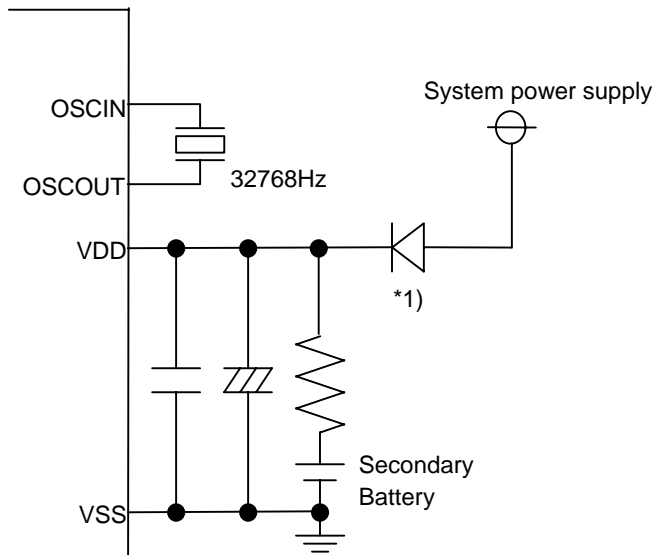 OSCIN
System power supply
OSCOUT
32768Hz
VDD
*1)
Secondary
Battery
VSS